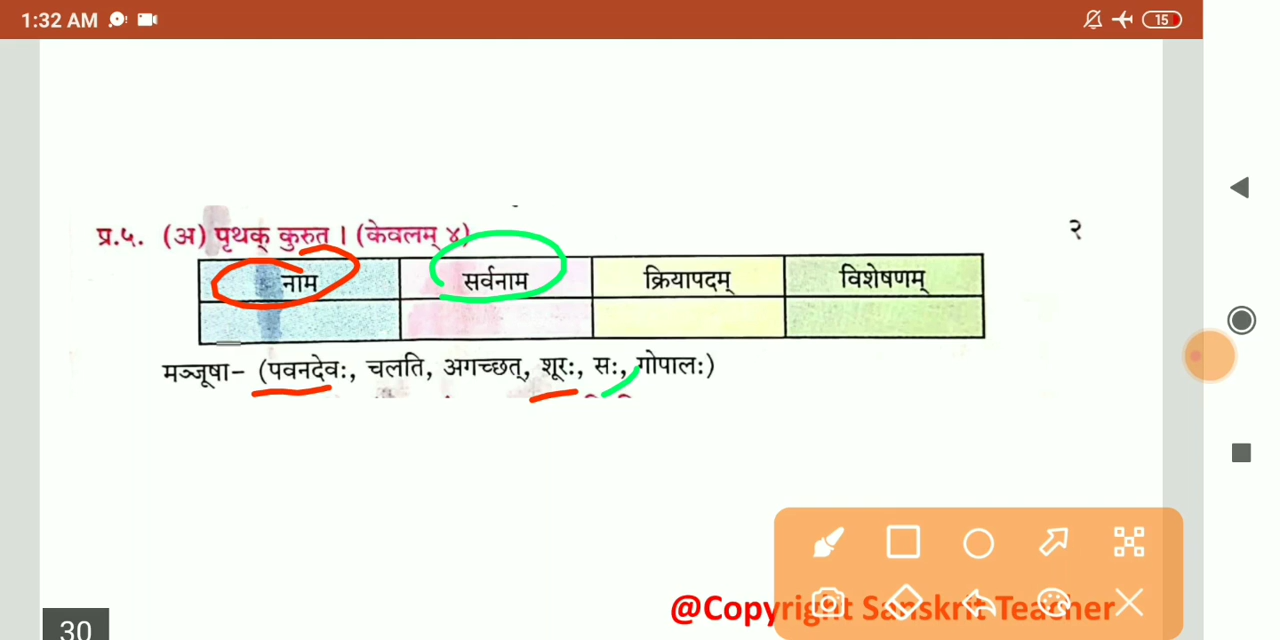 1:32 AM
15
प्र.५. (अ) पृथक् कुरुत । (केवलम् ४) २
नाम सर्वनाम क्रियापदम् विशेषणम्
मञ्जूषा– (पवनदेवः, चलति, अगच्छत्, शूरः, सः, गोपालः)
@Copyright Sanskrit Teacher
30